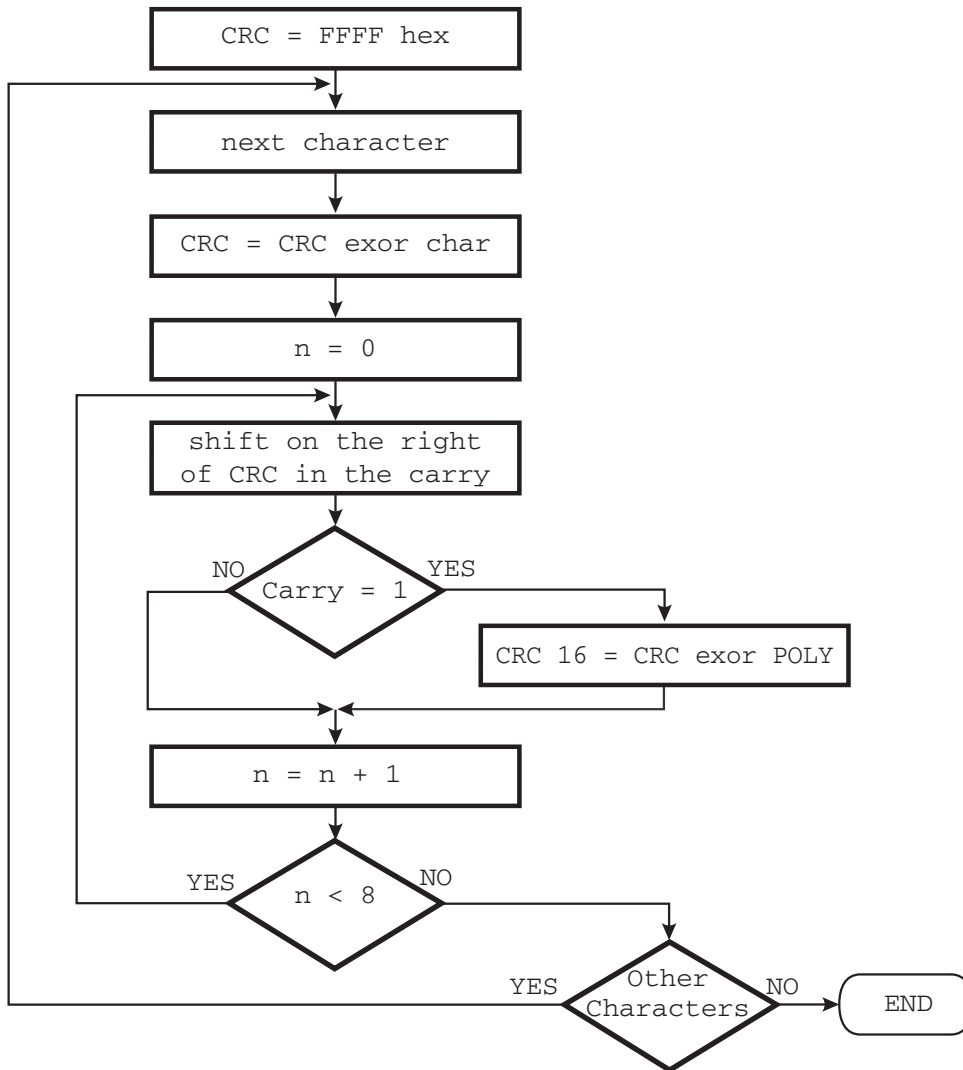 CRC = FFFF hex
next character
CRC = CRC exor char
n = 0
shift on the right
of CRC in the carry
NO
YES
Carry = 1
CRC 16 = CRC exor POLY
n = n + 1
YES
NO
n < 8
YES
Other
Characters
NO
END